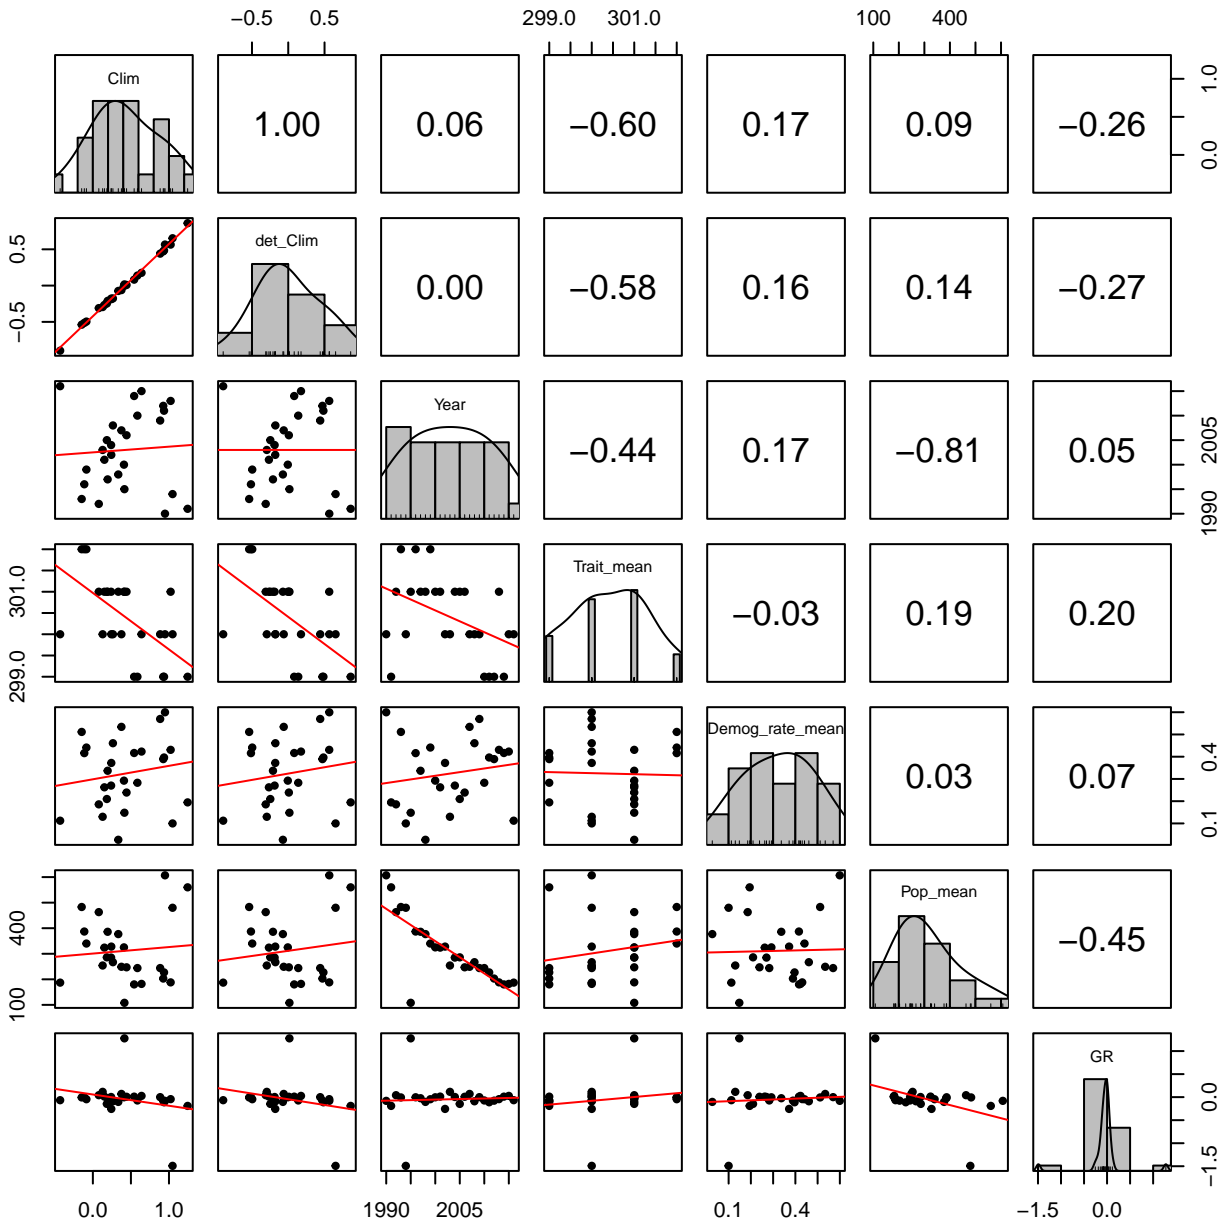 −0.5 0.5 299.0 301.0 100 400
Clim 1.00 0.06 −0.60 0.17 0.09 −0.26 0.0 1.0
−0.5 0.5 det_Clim 0.00 −0.58 0.16 0.14 −0.27
Year −0.44 0.17 −0.81 0.05 1990 2005
299.0 301.0 Trait_mean −0.03 0.19 0.20
Demog_rate_mean 0.03 0.07 0.1 0.4
100 400 Pop_mean −0.45
GR −1.5 0.0
0.0 1.0 1990 2005 0.1 0.4 −1.5 0.0